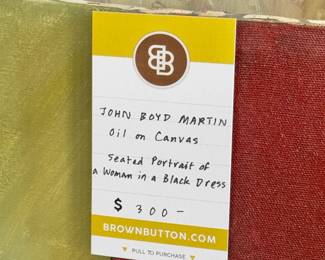 BB
JOHN BOYD MARTIN
Oil on Canvas
Seated Portrait of
a Woman in a Black Dress
$ 300 -
BROWNBUTTON.COM
▼ PULL TO PURCHASE ▼